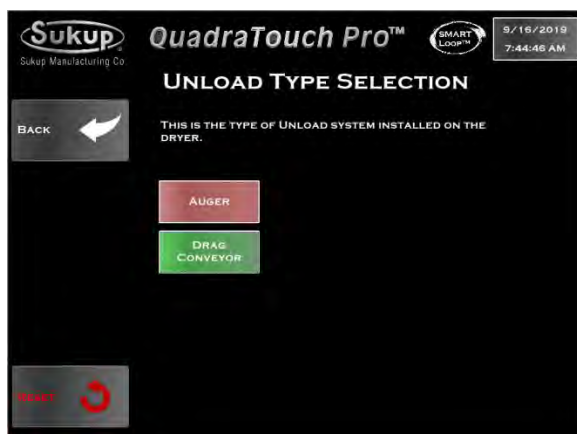 Sukup
Sukup Manufacturing Co
QuadraTouch Pro™
SMART
LOOP™
9/16/2019
7:44:46 AM
UNLOAD TYPE SELECTION
BACK
THIS IS THE TYPE OF UNLOAD SYSTEM INSTALLED ON THE
DRYER.
AUGER
DRAG
CONVEYOR
RESET